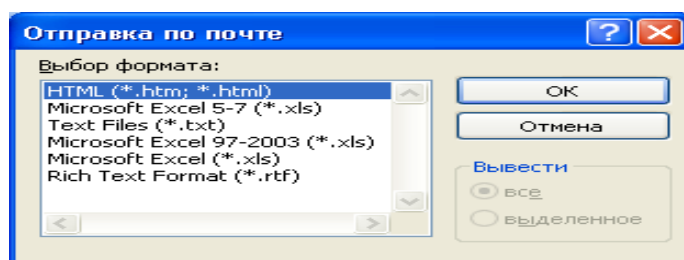 Отправка по почте
Выбор формата:
HTML (*.htm; *.html)
Microsoft Excel 5-7 (*.xls)
Text Files (*.txt)
Microsoft Excel 97-2003 (*.xls)
Microsoft Excel (*.xls)
Rich Text Format (*.rtf)
ОК
Отмена
Вывести
все
выделенное